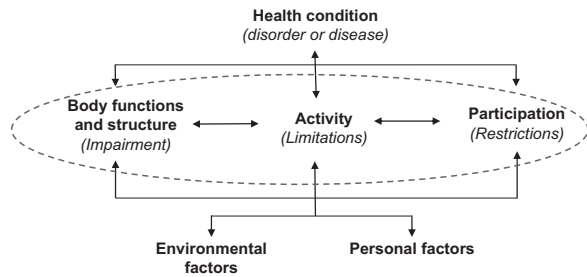 Health condition
(disorder or disease)
Body functions
and structure
(Impairment)
Activity
(Limitations)
Participation
(Restrictions)
Environmental
factors
Personal factors